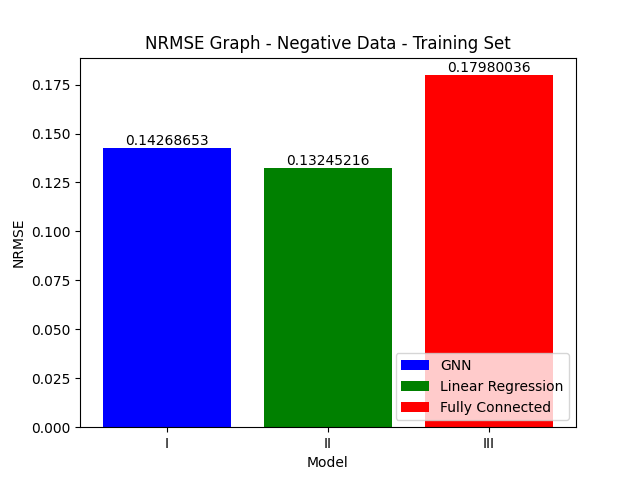 NRMSE Graph - Negative Data - Training Set
0.17980036
0.14268653
0.13245216
0.175
0.150
0.125
0.100
0.075
0.050
0.025
0.000
NRMSE
GNN
Linear Regression
Fully Connected
I
II
III
Model